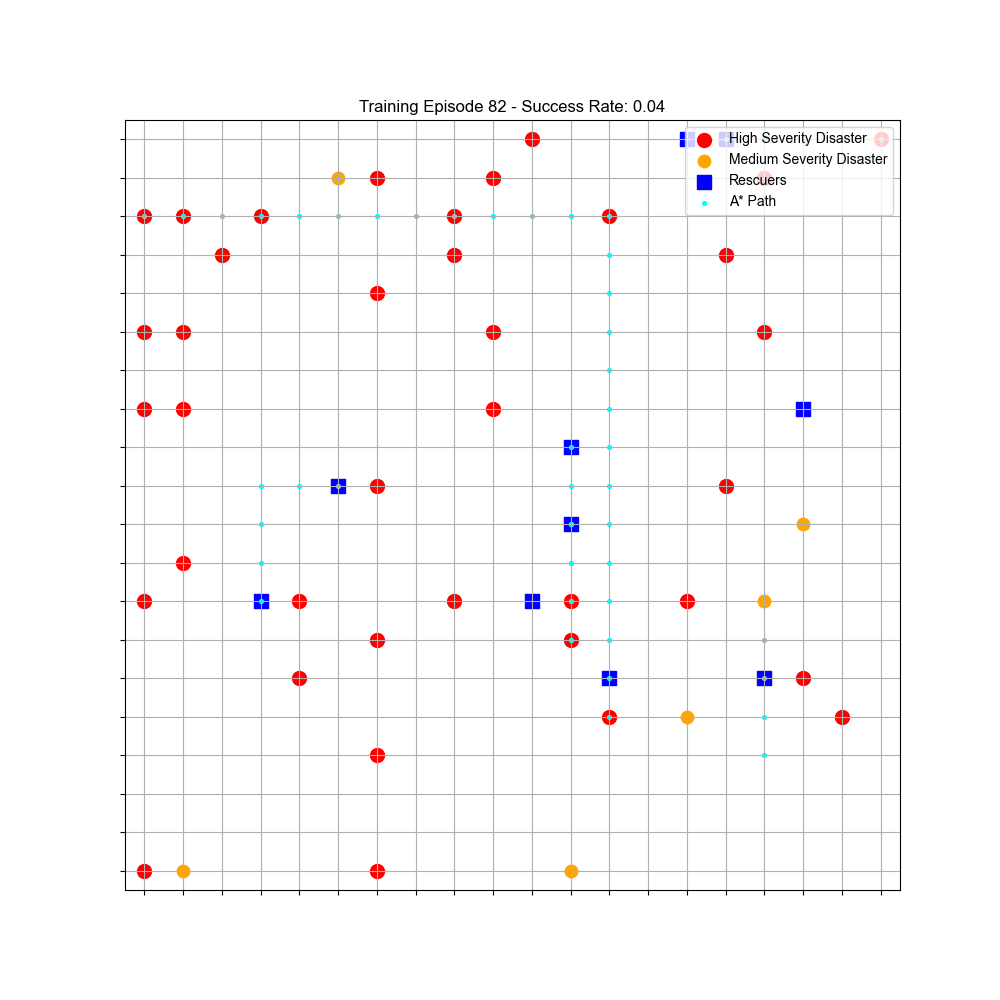 Training Episode 82 - Success Rate: 0.04
High Severity Disaster
Medium Severity Disaster
Rescuers
A* Path